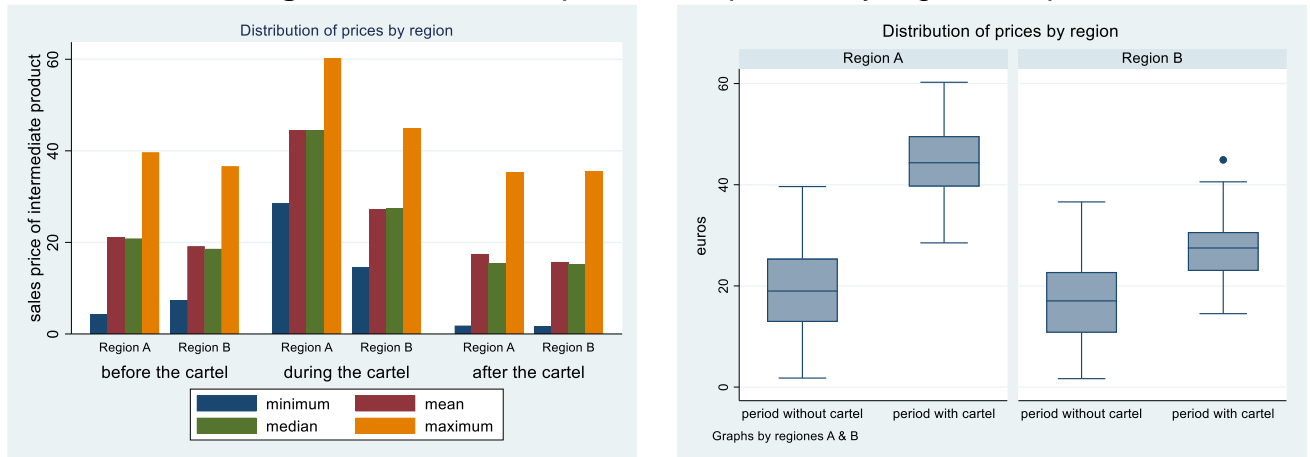 Distribution of prices by region
sales price of intermediate product
60
40
20
0
Region A Region B Region A Region B Region A Region B
before the cartel during the cartel after the cartel
minimum mean
median maximum
Distribution of prices by region
Region A Region B
euros
60
40
20
0
period without cartel period with cartel period without cartel period with cartel
Graphs by regiones A & B